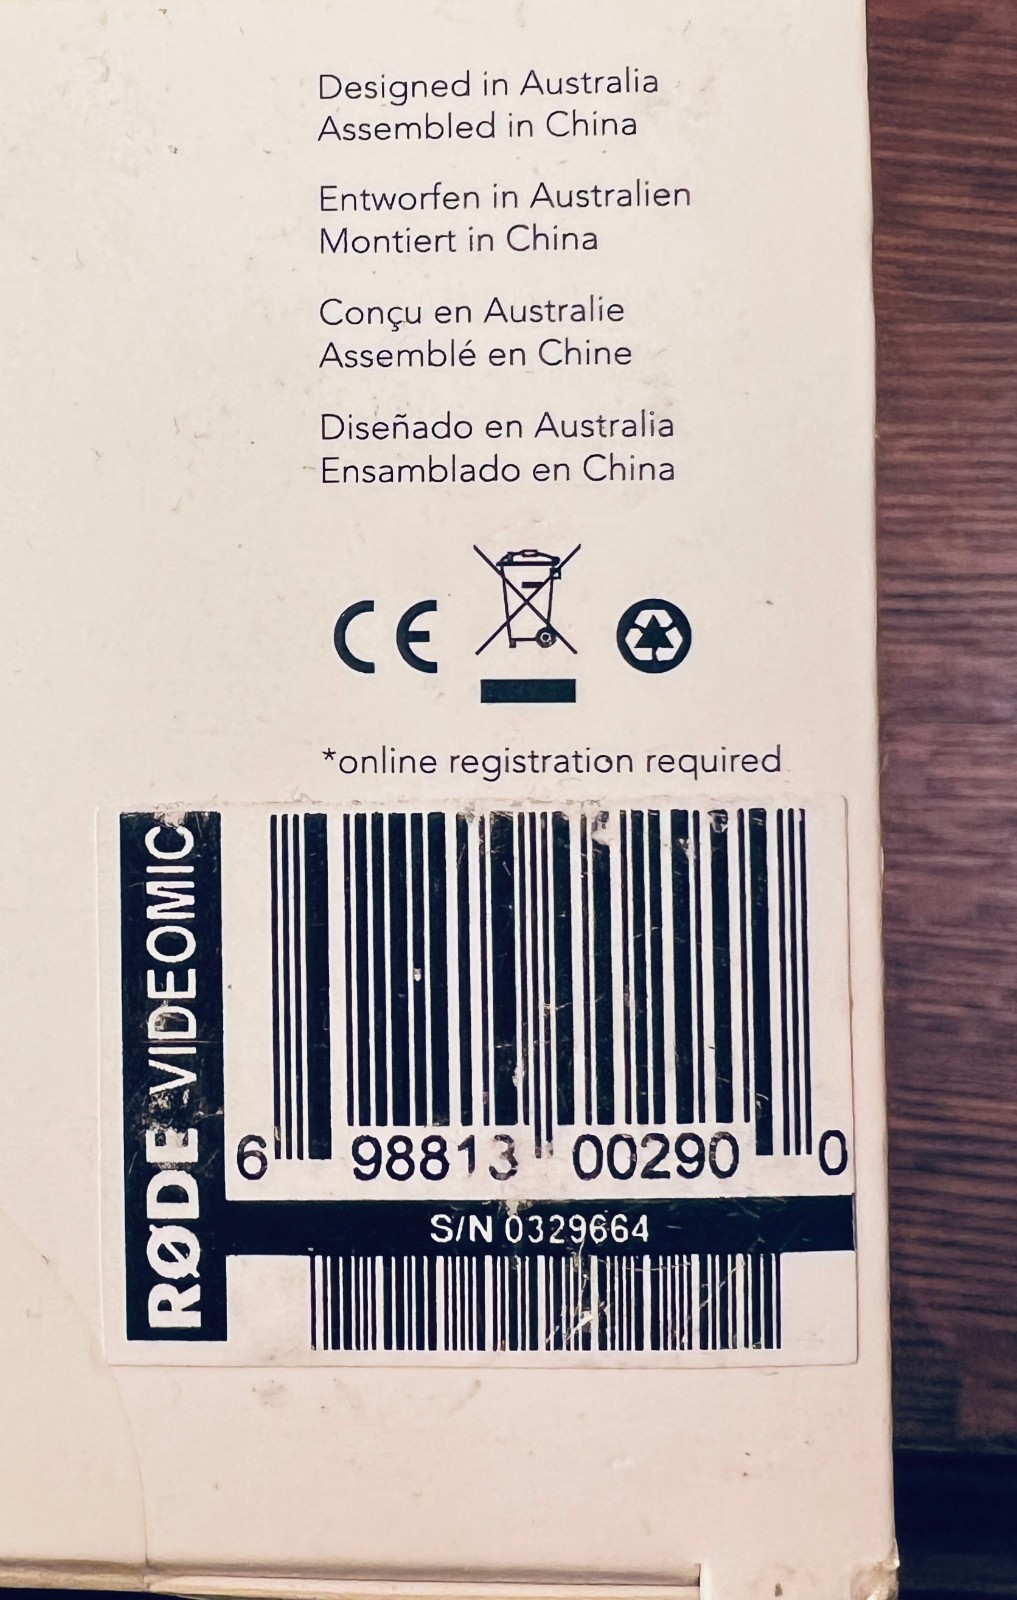 Designed in Australia
Assembled in China
Entworfen in Australien
Montiert in China
Conçu en Australie
Assemblé en Chine
Diseñado en Australia
Ensamblado en China
CE
*online registration required
RØDE VIDEOMIC
6 98813 00290 0
S/N 0329664